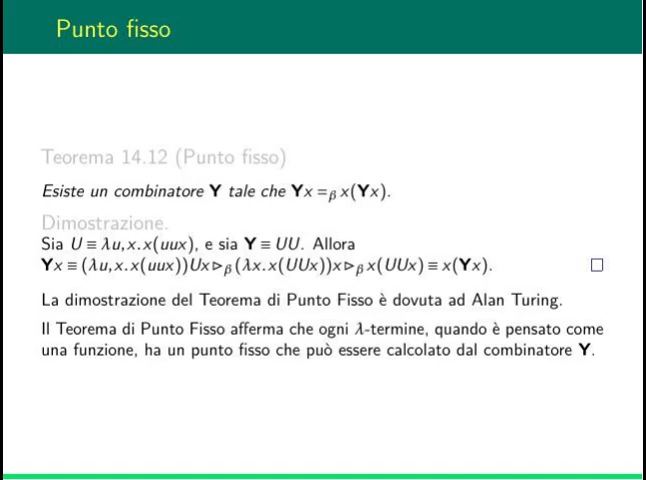 Punto fisso
Teorema 14.12 (Punto fisso)
Esiste un combinatore Y tale che Yx =β x(Yx).
Dimostrazione.
Sia U ≡ λu,x.x(uux), e sia Y ≡ UU. Allora
Yx ≡ (λu,x.x(uux))Ux ▹β (λx.x(UUx))x ▹β x(UUx) ≡ x(Yx). □
La dimostrazione del Teorema di Punto Fisso è dovuta ad Alan Turing.
Il Teorema di Punto Fisso afferma che ogni λ-termine, quando è pensato come
una funzione, ha un punto fisso che può essere calcolato dal combinatore Y.